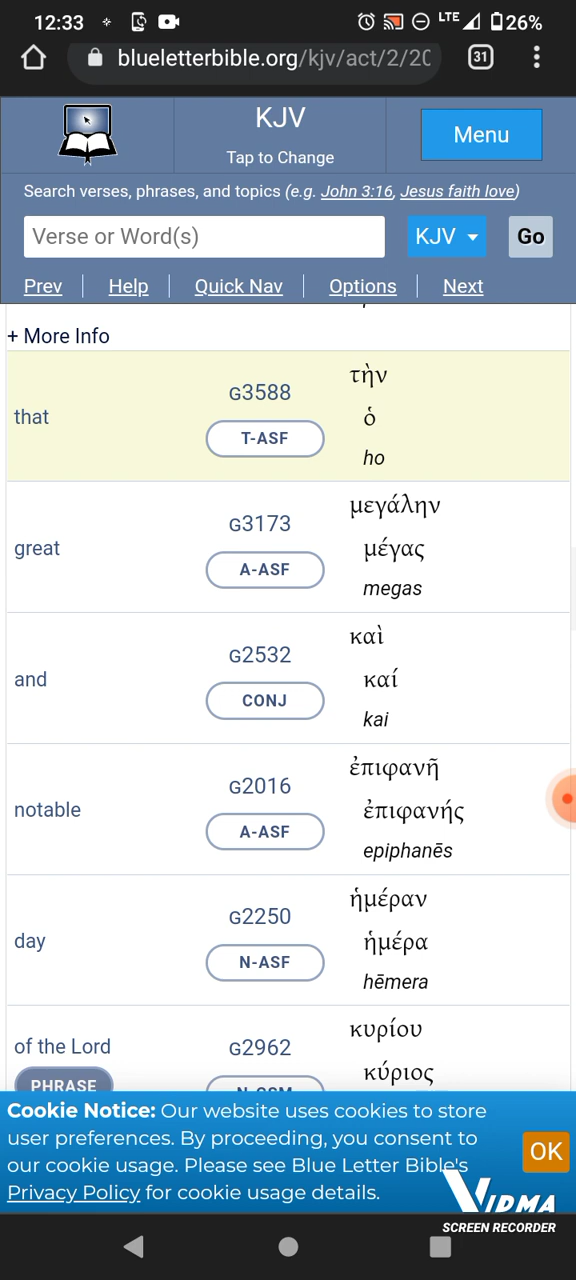 12:33
LTE
26%
blueletterbible.org/kjv/act/2/20
31
KJV
Tap to Change
Menu
Search verses, phrases, and topics (e.g. John 3:16, Jesus faith love)
Verse or Word(s)
KJV
Go
Prev
Help
Quick Nav
Options
Next
+ More Info
that
G3588
T-ASF
τὴν
ὁ
ho
great
G3173
A-ASF
μεγάλην
μέγας
megas
and
G2532
CONJ
καὶ
καί
kai
notable
G2016
A-ASF
ἐπιφανῆ
ἐπιφανής
epiphanēs
day
G2250
N-ASF
ἡμέραν
ἡμέρα
hēmera
of the Lord
PHRASE
G2962
N-GSM
κυρίου
κύριος
Cookie Notice: Our website uses cookies to store
user preferences. By proceeding, you consent to
our cookie usage. Please see Blue Letter Bible's
Privacy Policy for cookie usage details.
OK
VIDMA
SCREEN RECORDER